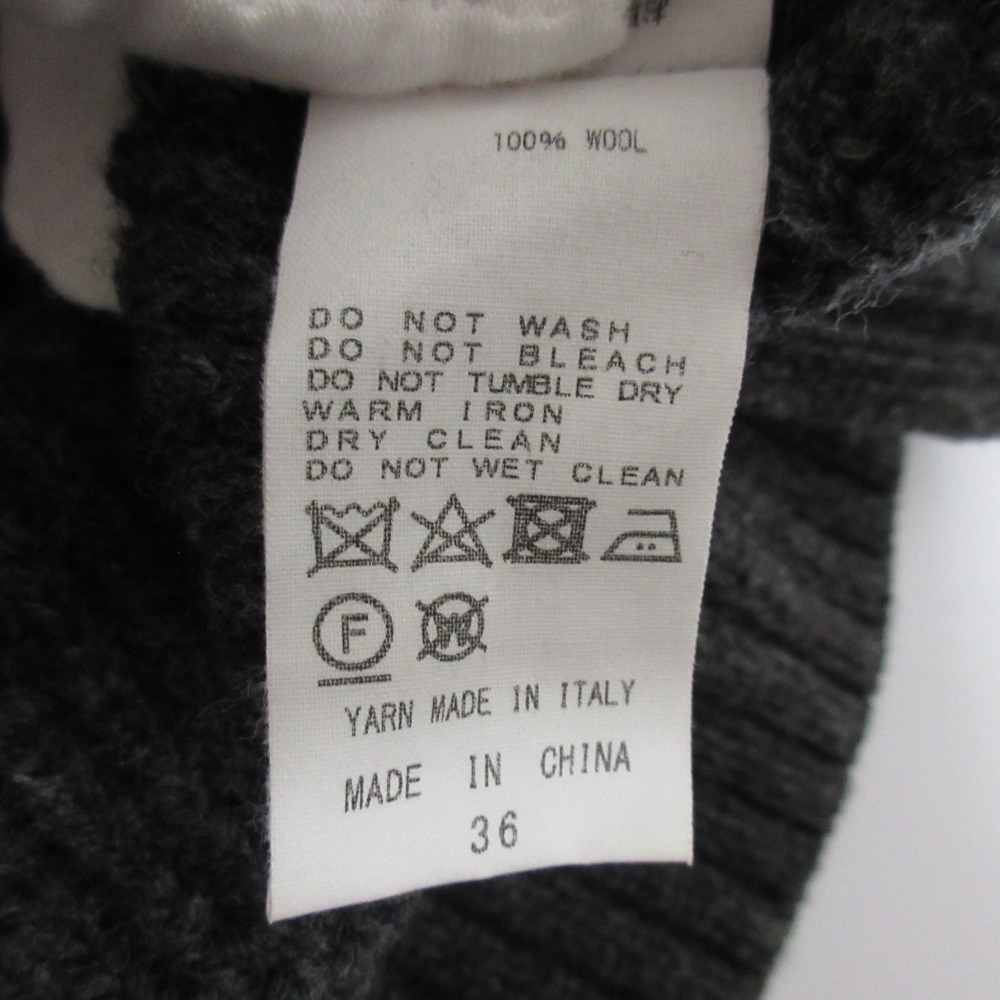 100% WOOL
DO NOT WASH
DO NOT BLEACH
DO NOT TUMBLE DRY
WARM IRON
DRY CLEAN
DO NOT WET CLEAN
F W
YARN MADE IN ITALY
MADE IN CHINA
36